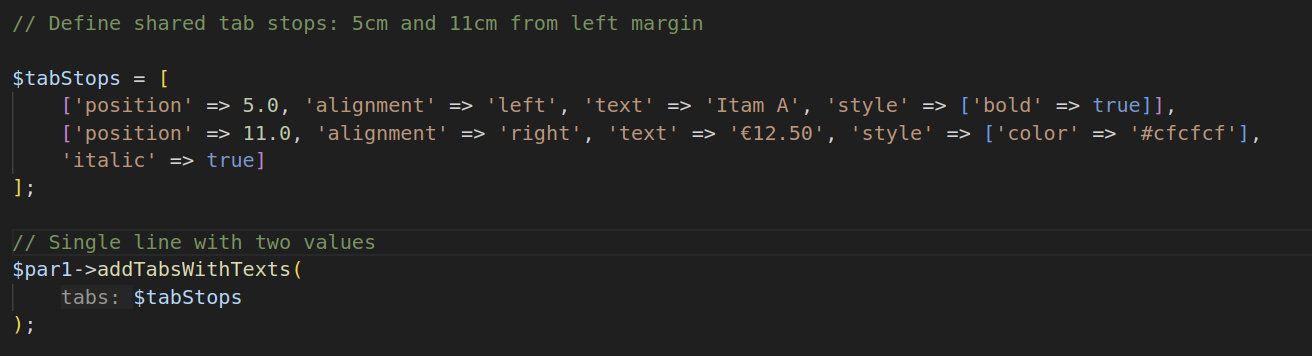 // Define shared tab stops: 5cm and 11cm from left margin
$tabStops = [
    ['position' => 5.0, 'alignment' => 'left', 'text' => 'Itam A', 'style' => ['bold' => true]],
    ['position' => 11.0, 'alignment' => 'right', 'text' => '€12.50', 'style' => ['color' => '#cfcfcf'],
    'italic' => true]
];
// Single line with two values
$par1->addTabsWithTexts(
    tabs: $tabStops
);